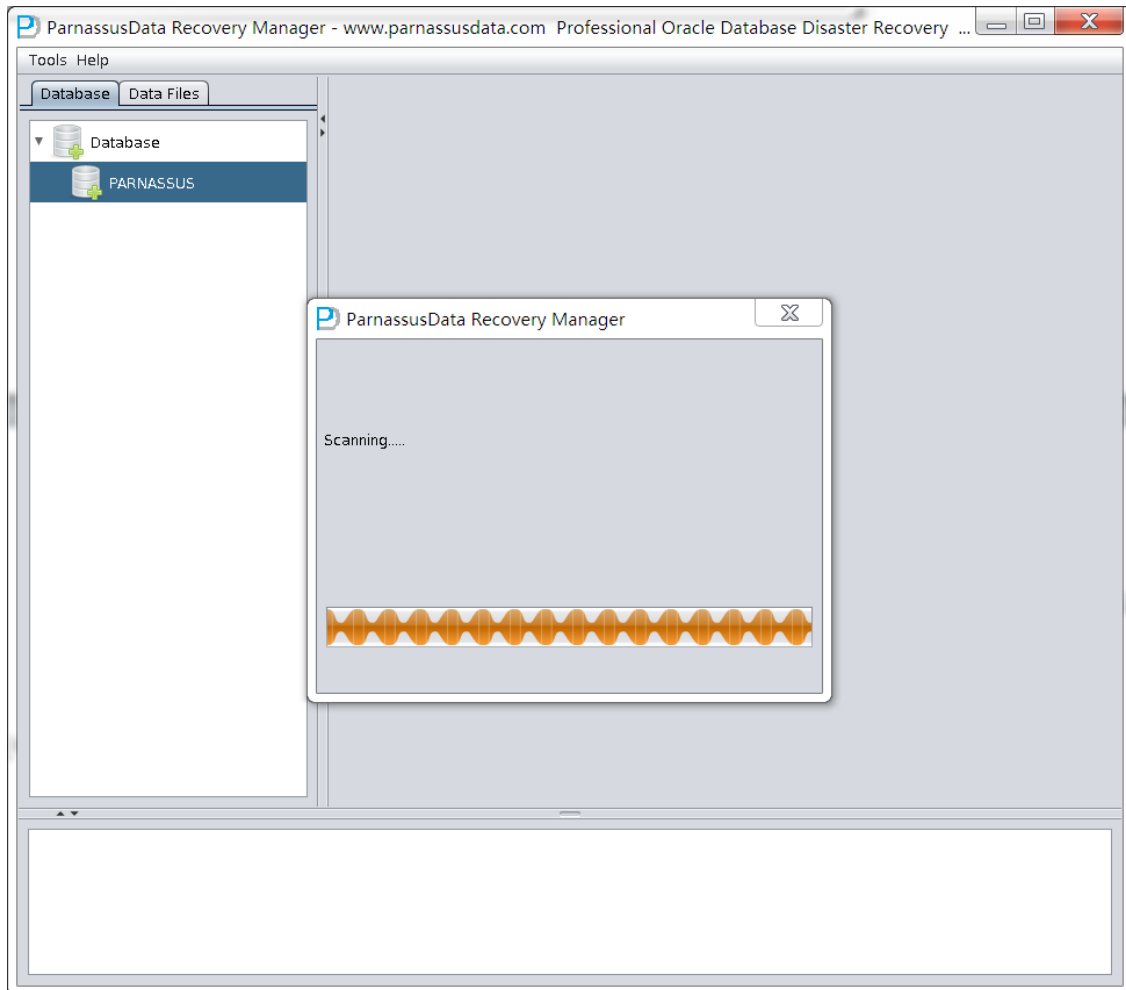 ParnassusData Recovery Manager - www.parnassusdata.com Professional Oracle Database Disaster Recovery ...
Tools Help
Database Data Files
Database
PARNASSUS
ParnassusData Recovery Manager
Scanning.....